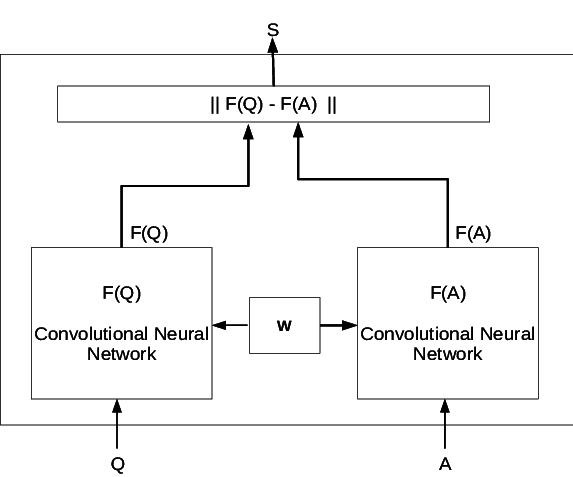 S
|| F(Q) - F(A) ||
F(Q)
F(A)
F(Q)
Convolutional Neural
Network
W
F(A)
Convolutional Neural
Network
Q
A